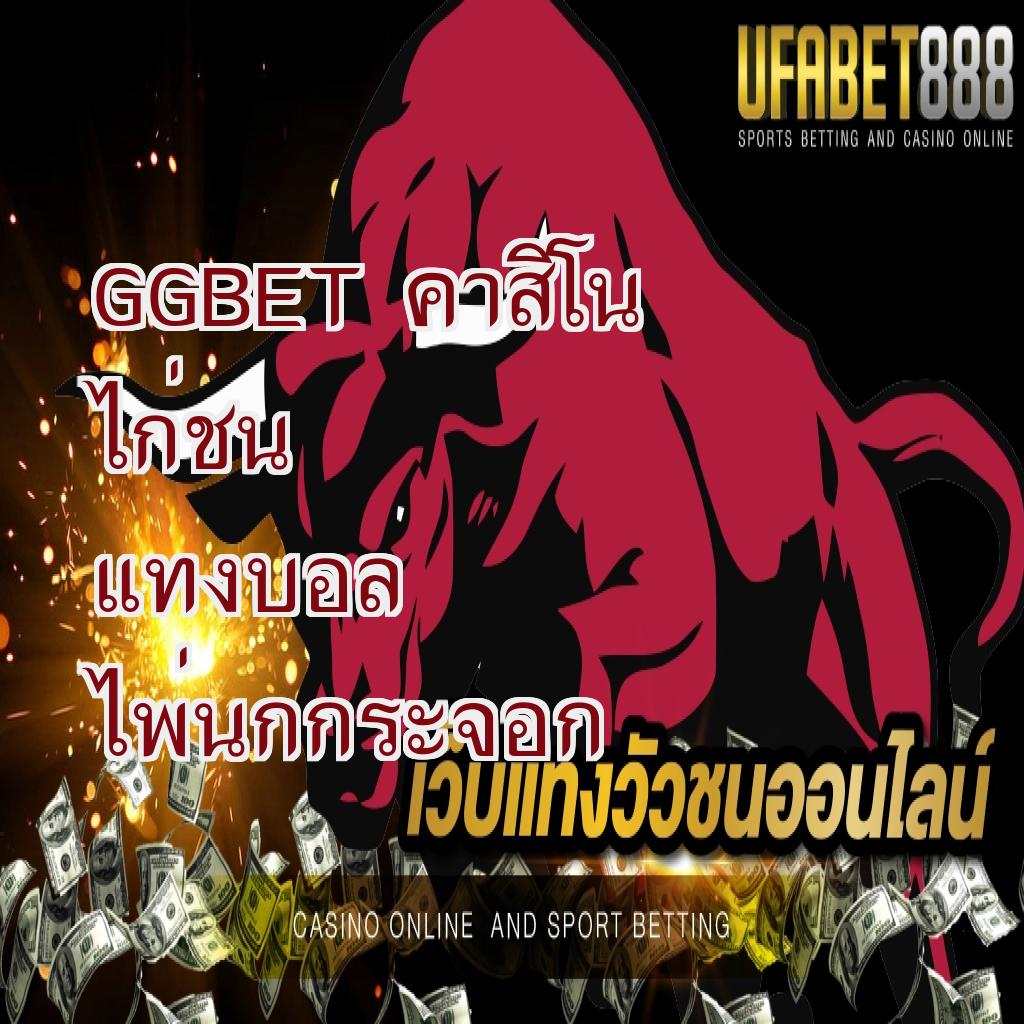 UFABET888
SPORTS BETTING AND CASINO ONLINE
GGBET คาสิโน
ไก่ชน
แทงบอล
ไพ่นกกระจอก
เว็บแทงวัวชนออนไลน์
CASINO ONLINE AND SPORT BETTING